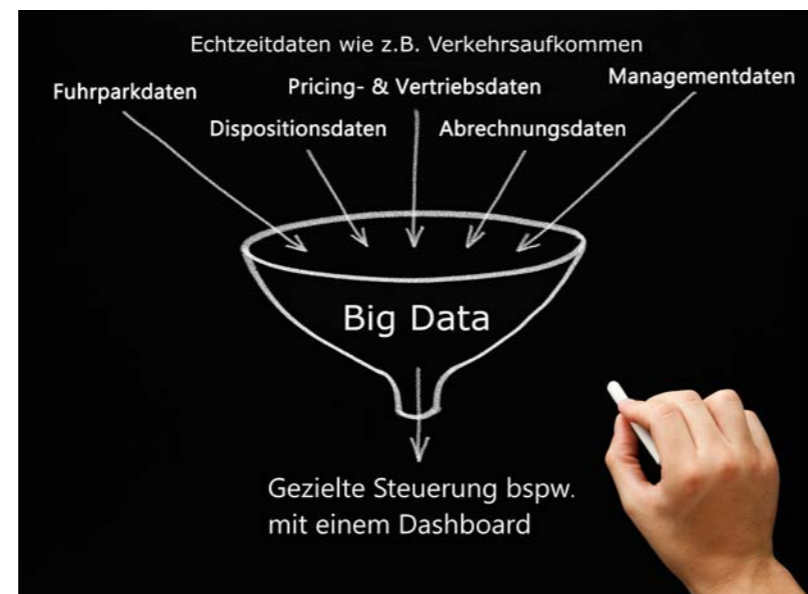 Echtzeitdaten wie z.B. Verkehrsaufkommen
Fuhrparkdaten
Pricing- & Vertriebsdaten
Managementdaten
Dispositionsdaten
Abrechnungsdaten
Big Data
Gezielte Steuerung bspw.
mit einem Dashboard